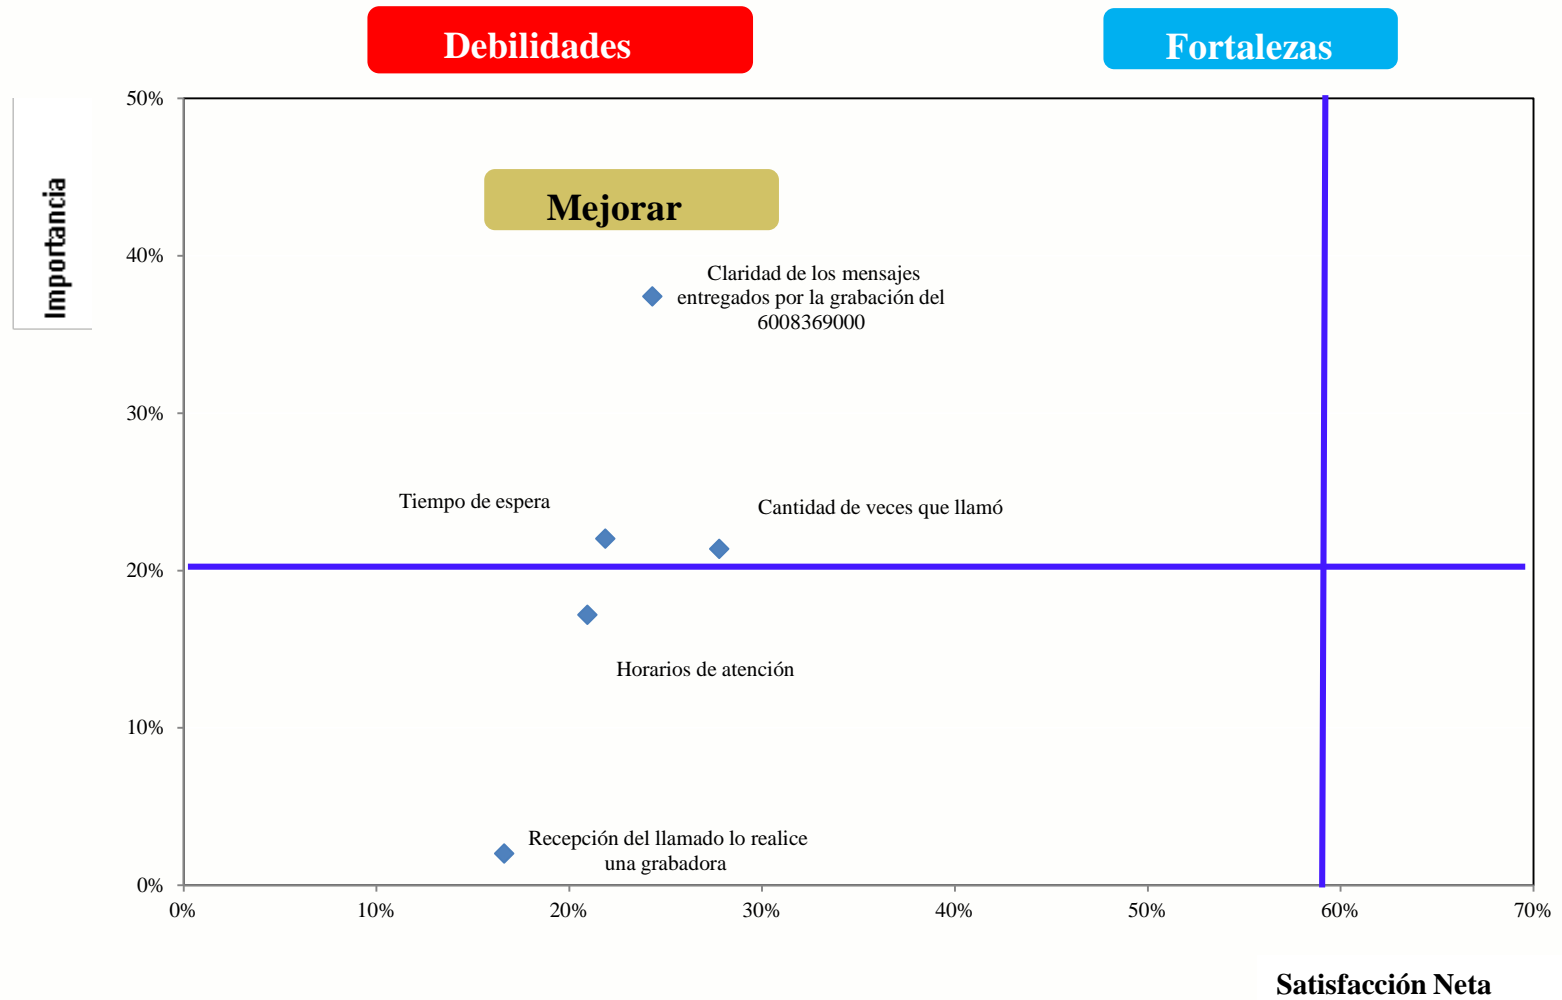 Debilidades
Fortalezas
50%
Importancia
Mejorar
40%
Claridad de los mensajes
entregados por la grabación del
6008369000
30%
Tiempo de espera
Cantidad de veces que llamó
20%
Horarios de atención
10%
Recepción del llamado lo realice
una grabadora
0%
0% 10% 20% 30% 40% 50% 60% 70%
Satisfacción Neta